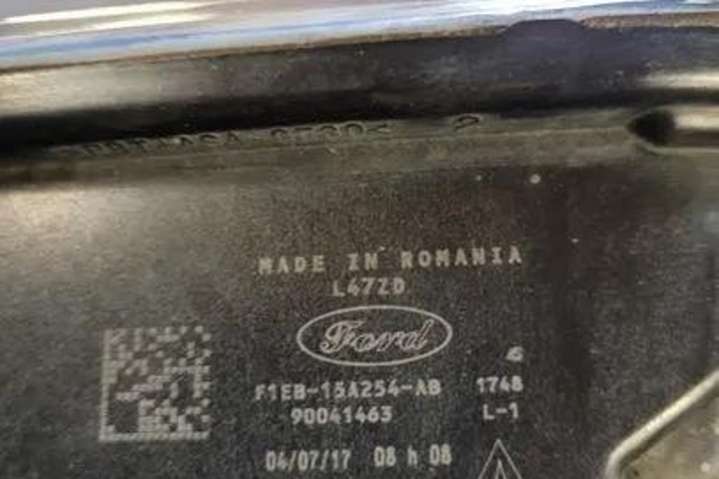 MADE IN ROMANIA
L47ZD
Ford
F1EB-15A254-AB 1748
90041463 L-1
04/07/17 08 h 08